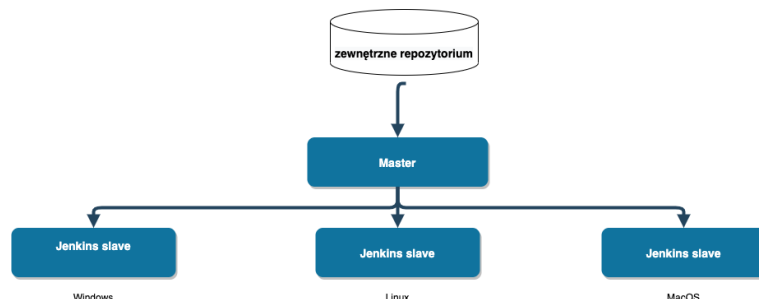 zewnętrzne repozytorium
Master
Jenkins slave
Jenkins slave
Jenkins slave
Windows
Linux
MacOS